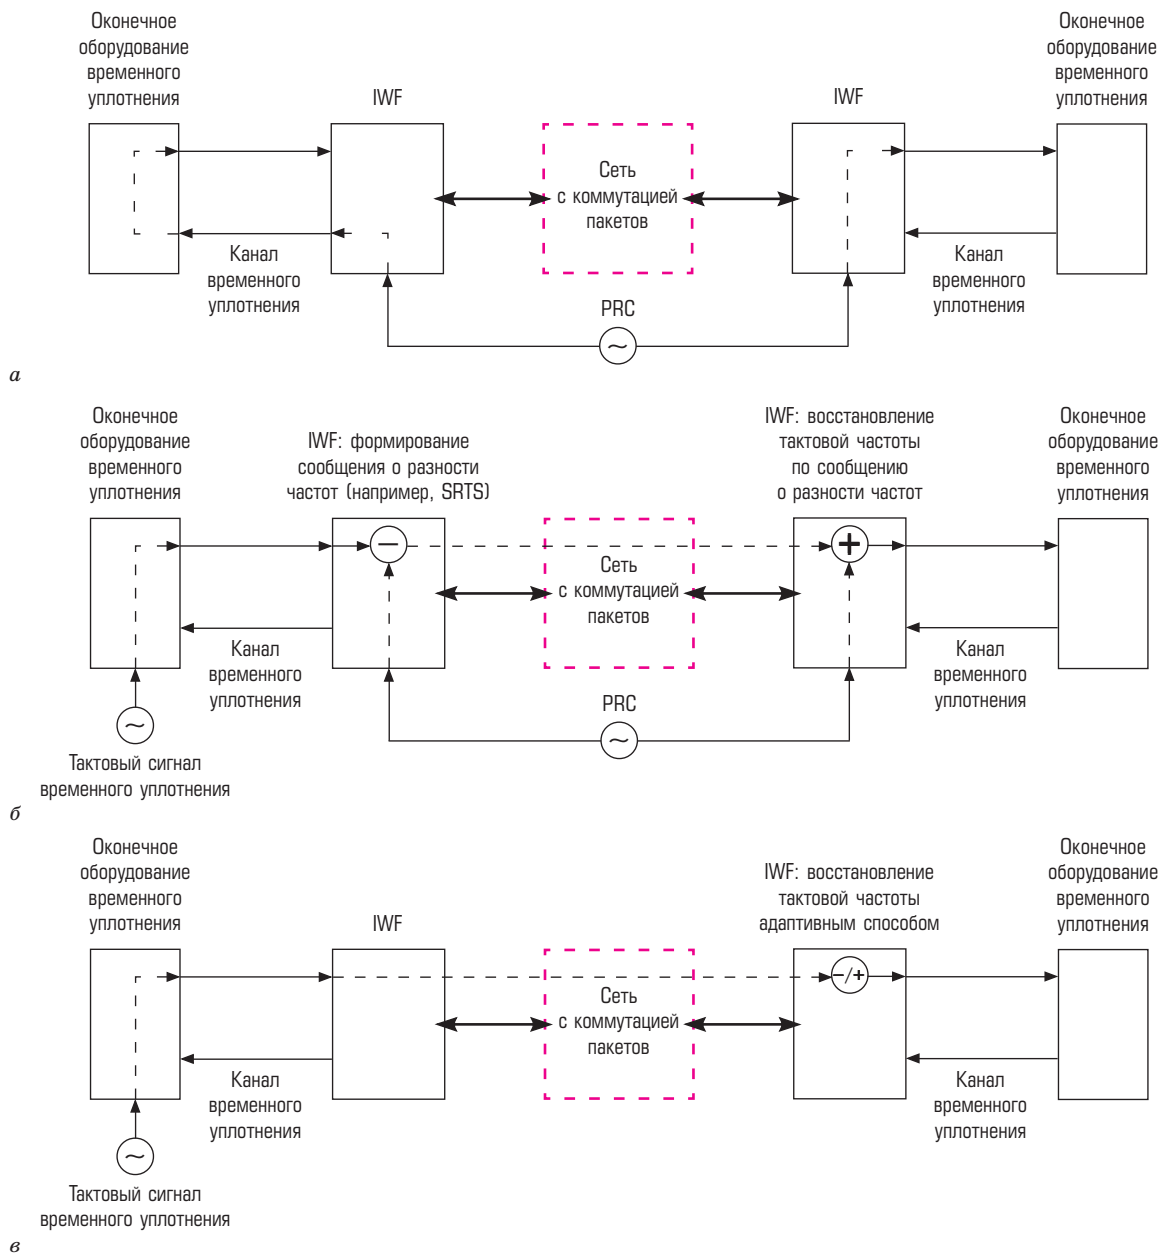 Оконечное
оборудование
временного
уплотнения
IWF
IWF
Оконечное
оборудование
временного
уплотнения
Сеть
с коммутацией
пакетов
Канал
временного
уплотнения
Канал
временного
уплотнения
PRC
~
а
Оконечное
оборудование
временного
уплотнения
IWF: формирование
сообщения о разности
частот (например, SRTS)
IWF: восстановление
тактовой частоты
по сообщению
о разности частот
Оконечное
оборудование
временного
уплотнения
−
+
Сеть
с коммутацией
пакетов
Канал
временного
уплотнения
Канал
временного
уплотнения
PRC
~
~
Тактовый сигнал
временного уплотнения
б
Оконечное
оборудование
временного
уплотнения
IWF
IWF: восстановление
тактовой частоты
адаптивным способом
Оконечное
оборудование
временного
уплотнения
−/+
Сеть
с коммутацией
пакетов
Канал
временного
уплотнения
Канал
временного
уплотнения
~
Тактовый сигнал
временного уплотнения
в